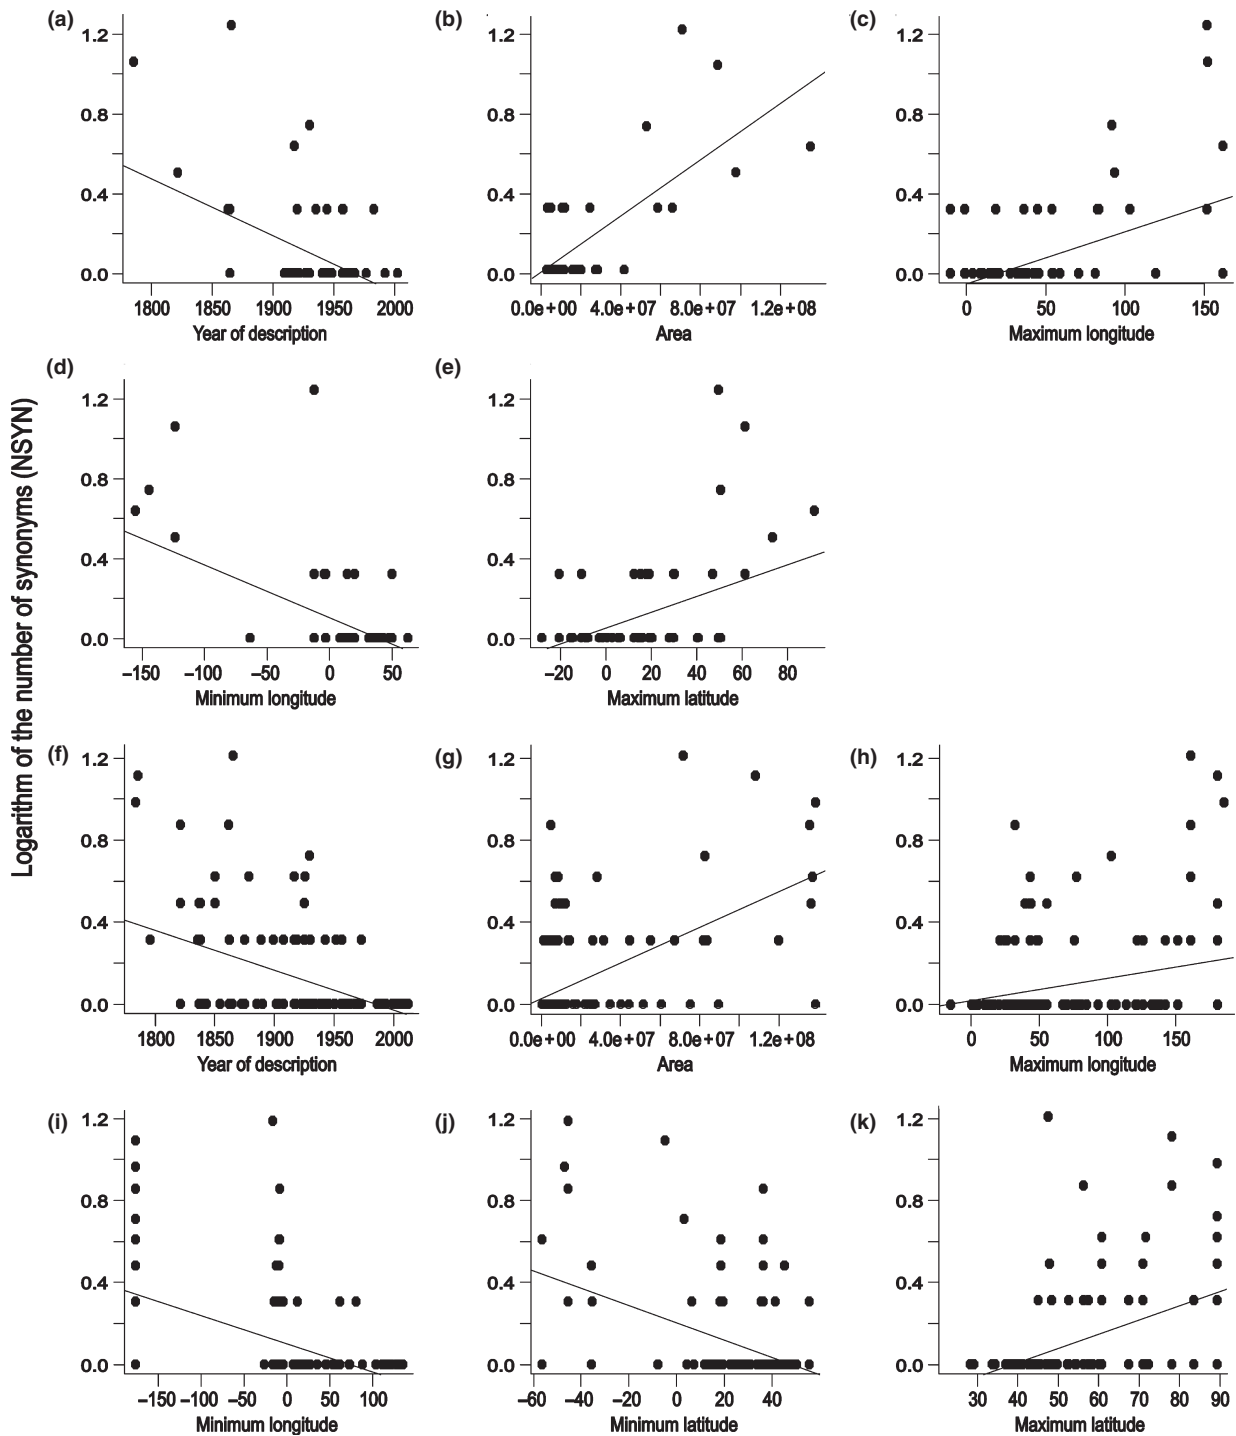 (a) (b) (c)
1.2 1.2 1.2
0.8 0.8 0.8
0.4 0.4 0.4
0.0 0.0 0.0
1800 1850 1900 1950 2000 0.0e+00 4.0e+07 8.0e+07 1.2e+08 0 50 100 150
Year of description Area Maximum longitude
(d) (e)
1.2 1.2
0.8 0.8
0.4 0.4
0.0 0.0
−150 −100 −50 0 50 −20 0 20 40 60 80
Minimum longitude Maximum latitude
Logarithm of the number of synonyms (NSYN)
(f) (g) (h)
1.2 1.2 1.2
0.8 0.8 0.8
0.4 0.4 0.4
0.0 0.0 0.0
1800 1850 1900 1950 2000 0.0e+00 4.0e+07 8.0e+07 1.2e+08 0 50 100 150
Year of description Area Maximum longitude
(i) (j) (k)
1.2 1.2 1.2
0.8 0.8 0.8
0.4 0.4 0.4
0.0 0.0 0.0
−150 −100 −50 0 50 100 −60 −40 −20 0 20 40 30 40 50 60 70 80 90
Minimum longitude Minimum latitude Maximum latitude